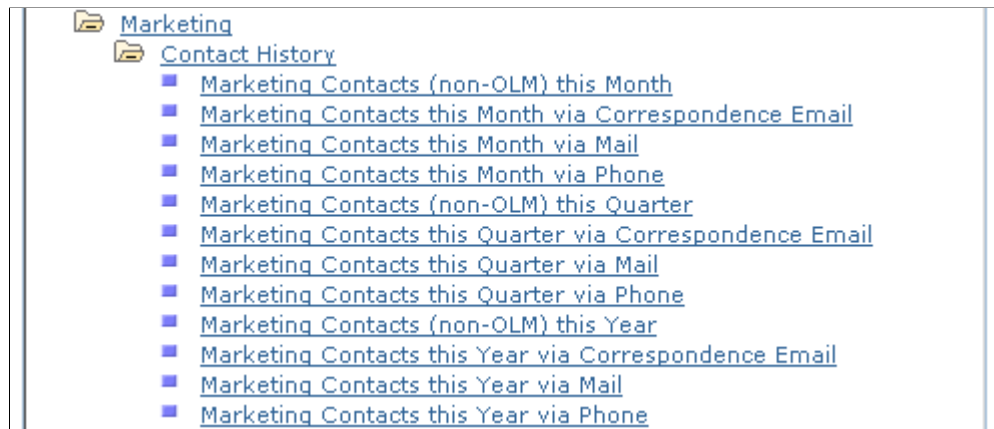 Marketing
Contact History
Marketing Contacts (non-OLM) this Month
Marketing Contacts this Month via Correspondence Email
Marketing Contacts this Month via Mail
Marketing Contacts this Month via Phone
Marketing Contacts (non-OLM) this Quarter
Marketing Contacts this Quarter via Correspondence Email
Marketing Contacts this Quarter via Mail
Marketing Contacts this Quarter via Phone
Marketing Contacts (non-OLM) this Year
Marketing Contacts this Year via Correspondence Email
Marketing Contacts this Year via Mail
Marketing Contacts this Year via Phone